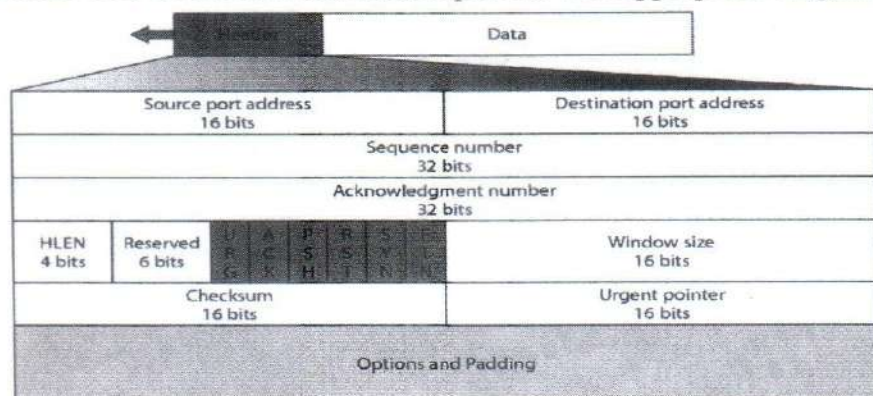 Header Data
Source port address Destination port address
16 bits 16 bits
Sequence number
32 bits
Acknowledgment number
32 bits
HLEN Reserved URG ACK PSH RST SYN FIN Window size
4 bits 6 bits 16 bits
Checksum Urgent pointer
16 bits 16 bits
Options and Padding